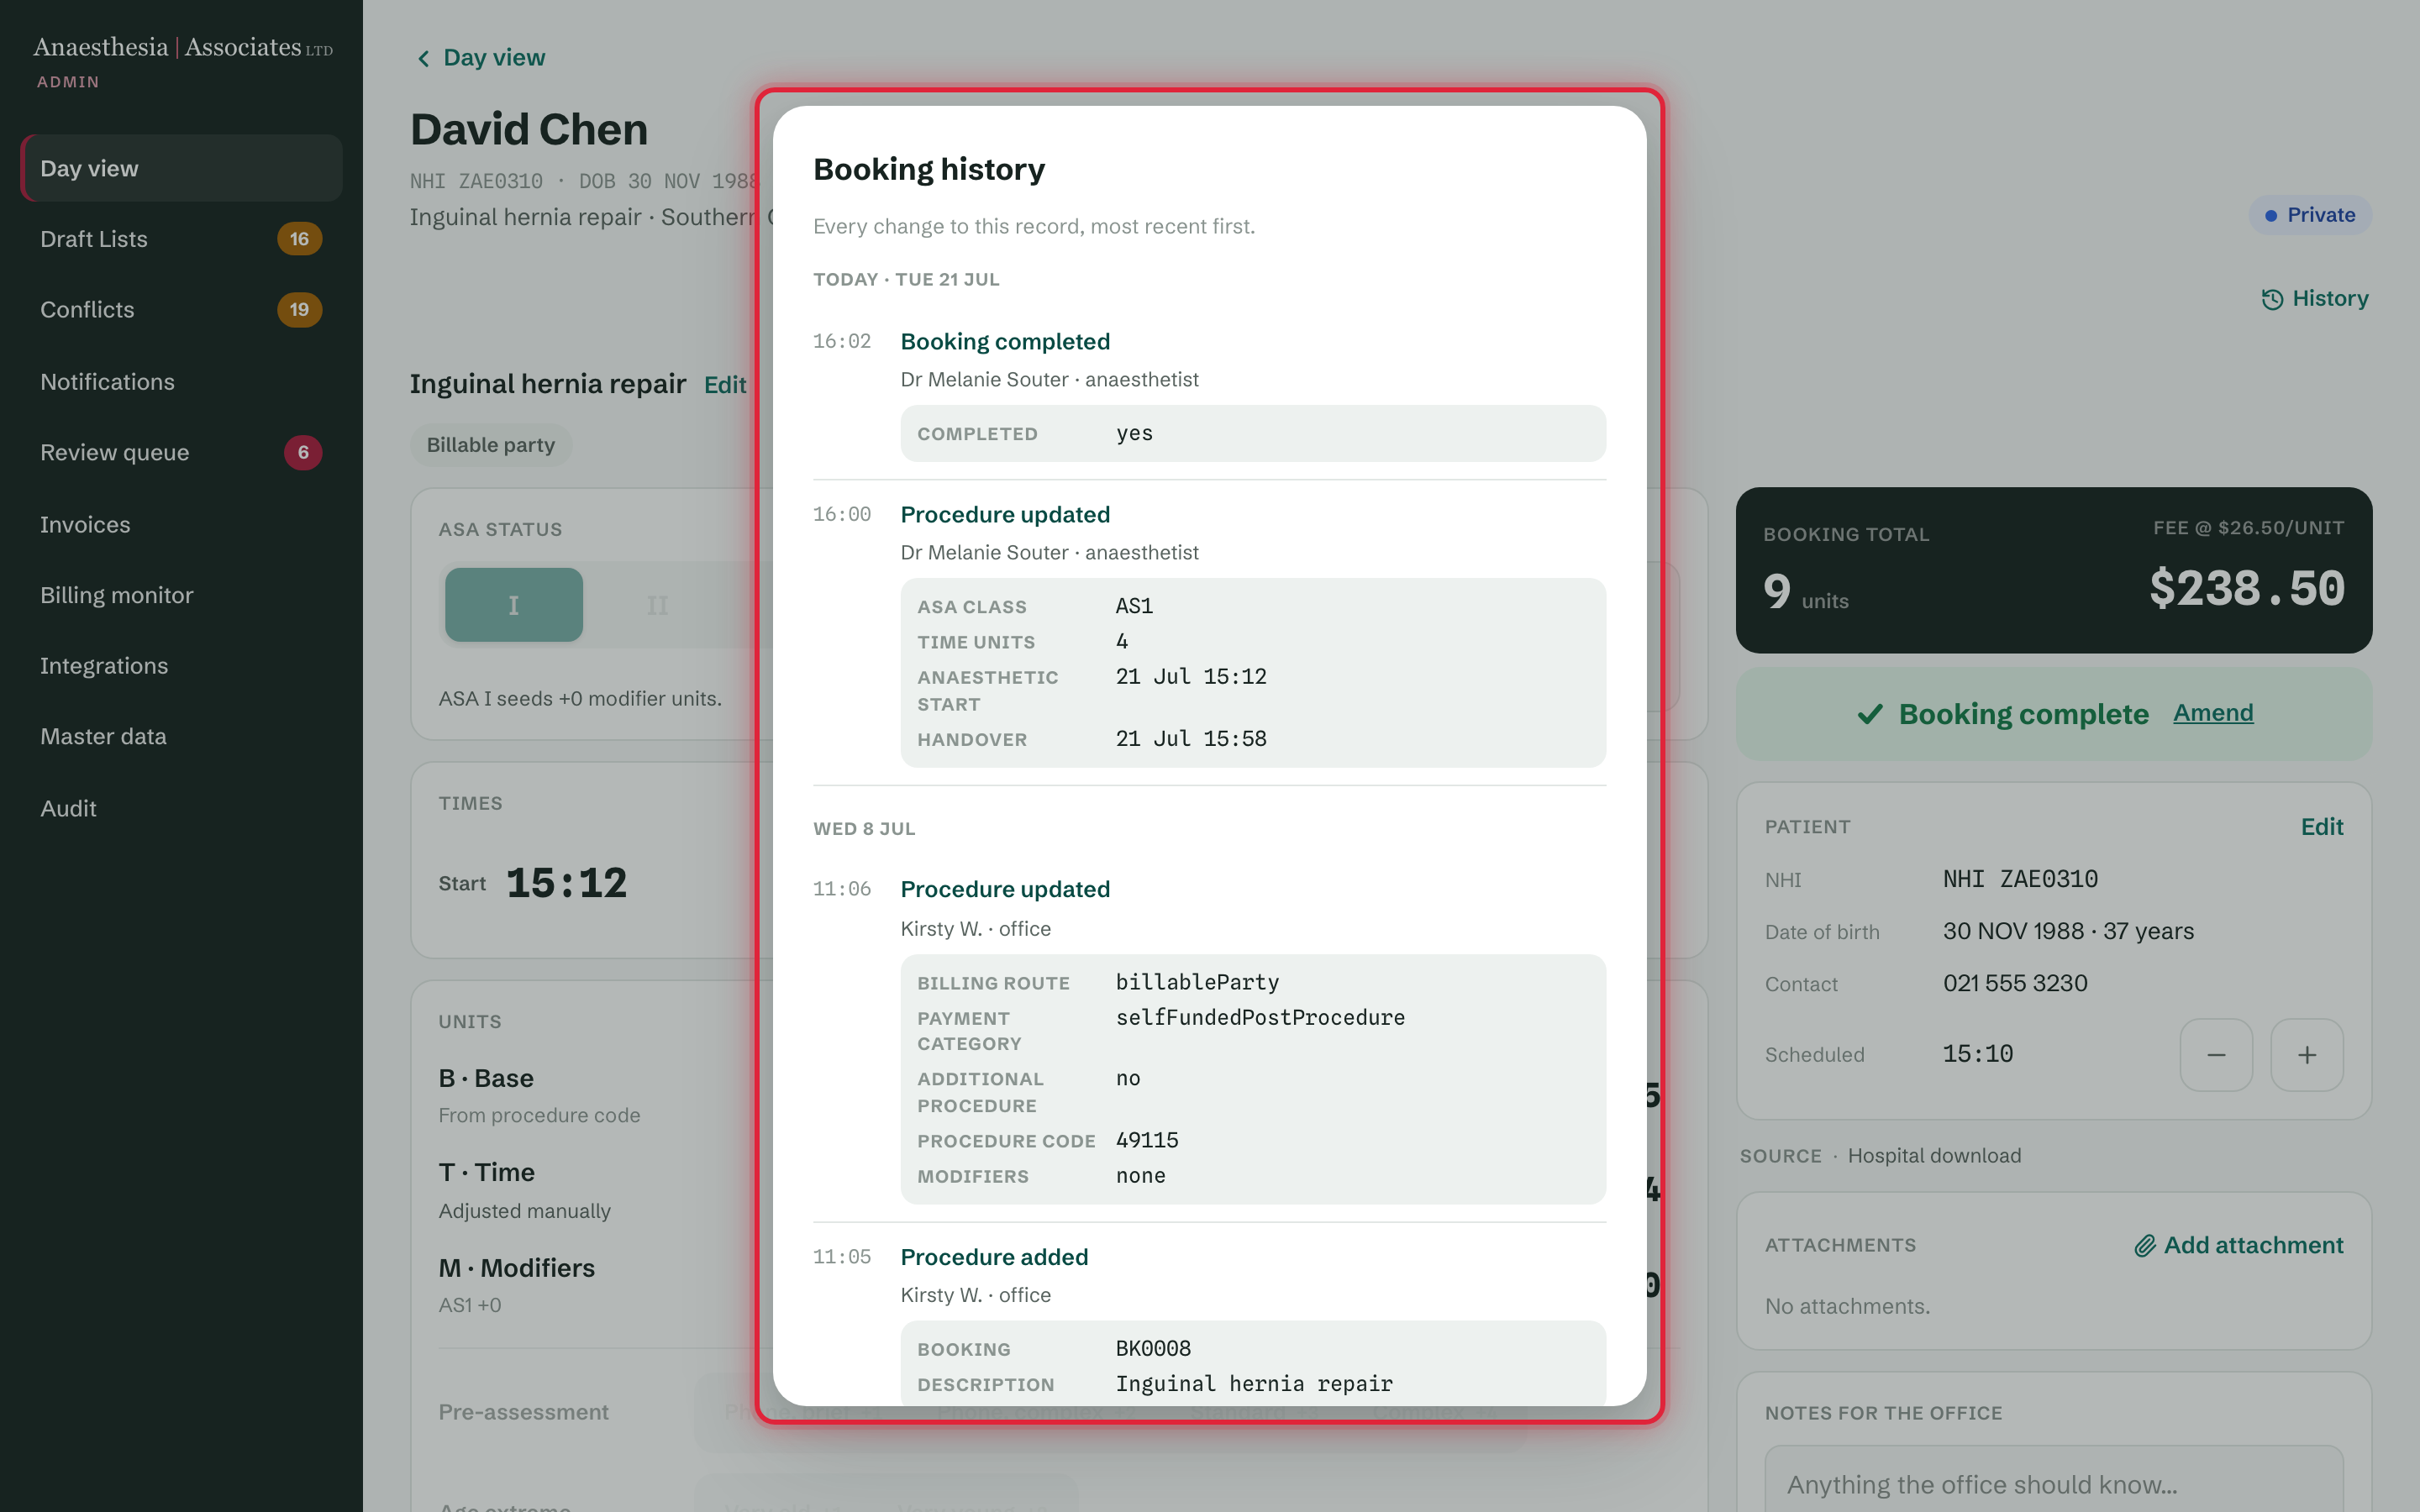 Anaesthesia | Associates LTD
ADMIN
Day view
Draft Lists 16
Conflicts 19
Notifications
Review queue 6
Invoices
Billing monitor
Integrations
Master data
Audit
Day view
David Chen
NHI ZAE0310 · DOB 30 NOV 1988
Inguinal hernia repair · Southern
Private
History
Inguinal hernia repair Edit
Billable party
ASA STATUS
I II
ASA I seeds +0 modifier units.
TIMES
Start 15:12
UNITS
B · Base
From procedure code
5
T · Time
Adjusted manually
4
M · Modifiers
AS1 +0
0
Pre-assessment
Age extreme
Booking history
Every change to this record, most recent first.
TODAY · TUE 21 JUL
16:02 Booking completed
Dr Melanie Souter · anaesthetist
COMPLETED yes
16:00 Procedure updated
Dr Melanie Souter · anaesthetist
ASA CLASS AS1
TIME UNITS 4
ANAESTHETIC START 21 Jul 15:12
HANDOVER 21 Jul 15:58
WED 8 JUL
11:06 Procedure updated
Kirsty W. · office
BILLING ROUTE billableParty
PAYMENT CATEGORY selfFundedPostProcedure
ADDITIONAL PROCEDURE no
PROCEDURE CODE 49115
MODIFIERS none
11:05 Procedure added
Kirsty W. · office
BOOKING BK0008
DESCRIPTION Inguinal hernia repair
BOOKING TOTAL FEE @ $26.50/UNIT
9 units $238.50
Booking complete Amend
PATIENT Edit
NHI NHI ZAE0310
Date of birth 30 NOV 1988 · 37 years
Contact 021 555 3230
Scheduled 15:10 − +
SOURCE · Hospital download
ATTACHMENTS Add attachment
No attachments.
NOTES FOR THE OFFICE
Anything the office should know...